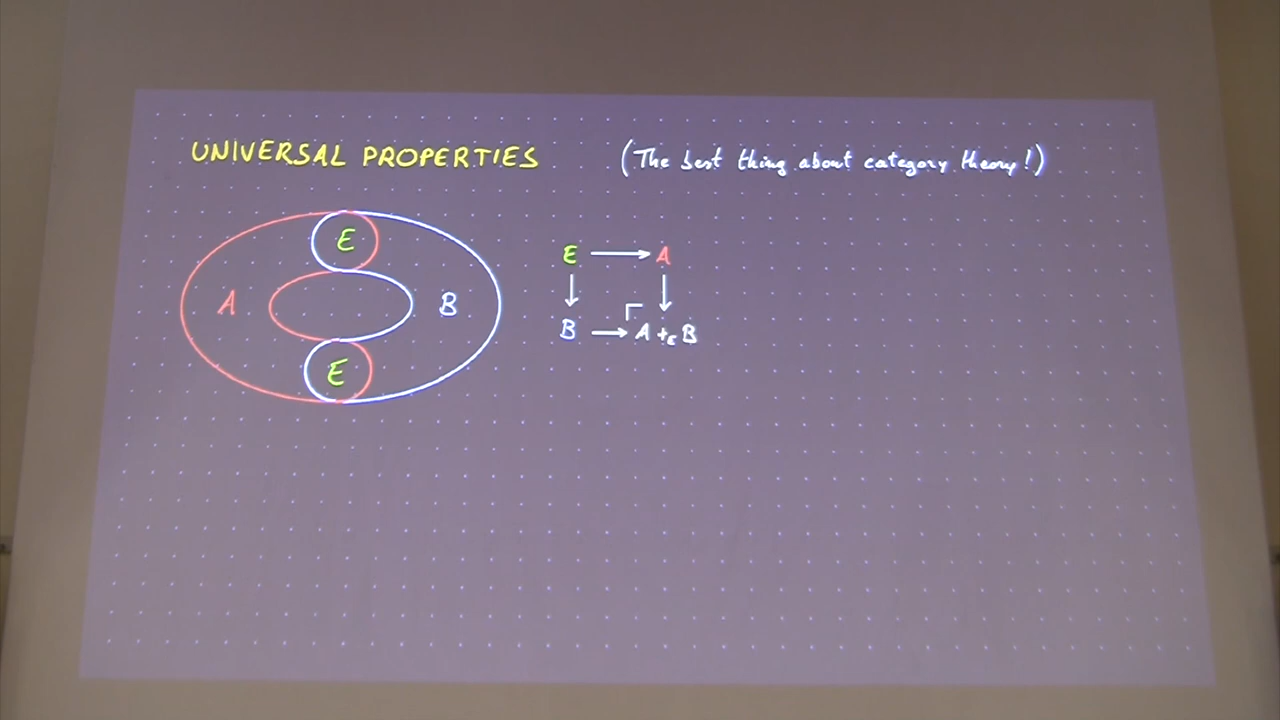 UNIVERSAL PROPERTIES (The best thing about category theory!)
E
A B
E
E → A
↓ ↓
B → A +ₑ B